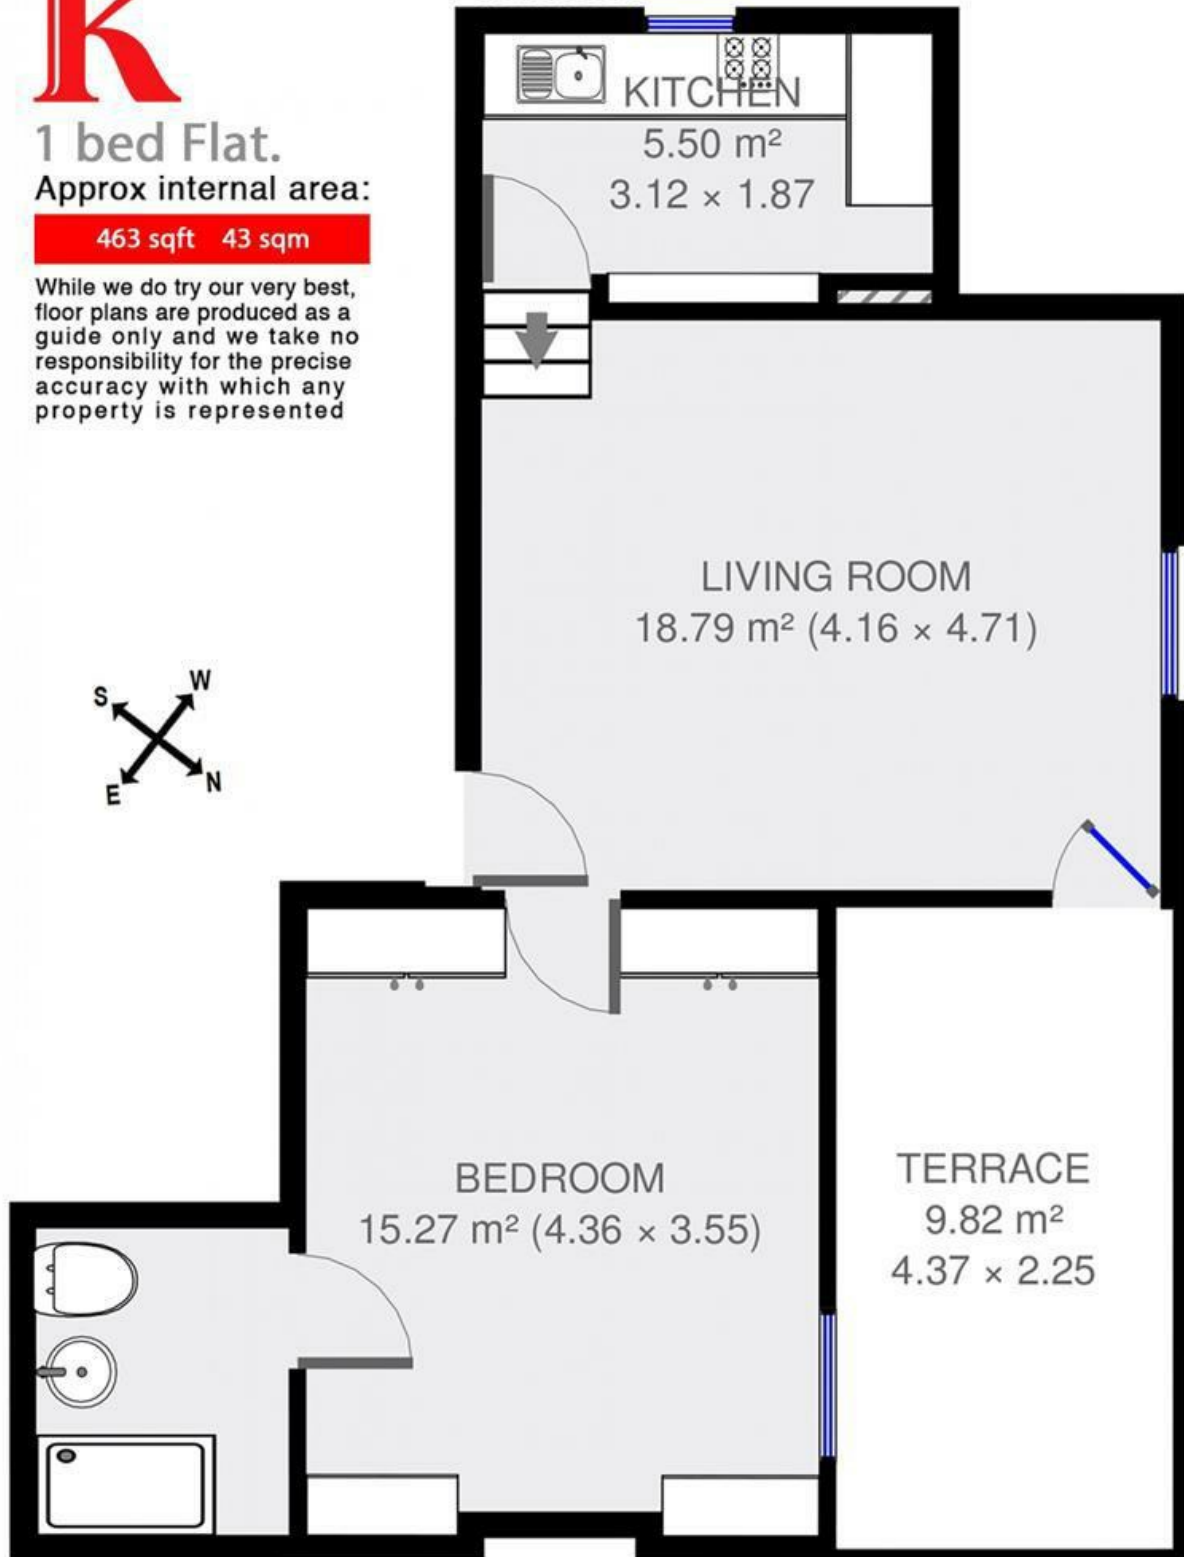 K
1 bed Flat.
Approx internal area:
463 sqft 43 sqm
While we do try our very best,
floor plans are produced as a
guide only and we take no
responsibility for the precise
accuracy with which any
property is represented
KITCHEN
5.50 m²
3.12 × 1.87
LIVING ROOM
18.79 m² (4.16 × 4.71)
S
W
E
N
BEDROOM
15.27 m² (4.36 × 3.55)
TERRACE
9.82 m²
4.37 × 2.25